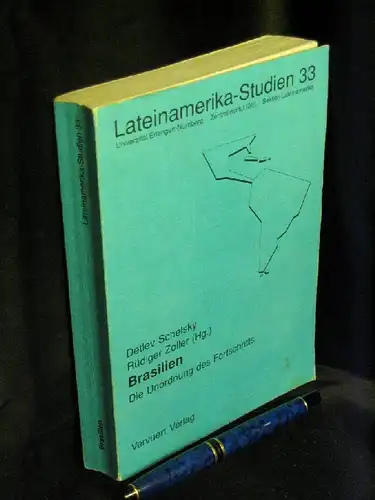 Lateinamerika-Studien 33
Universität Erlangen-Nürnberg Zentralinstitut (06) Sektion Lateinamerika
Detlev Schelsky
Rüdiger Zoller (Hg.)
Brasilien
Die Unordnung des Fortschritts
Vervuert Verlag
Lateinamerika-Studien 33
Brasilien